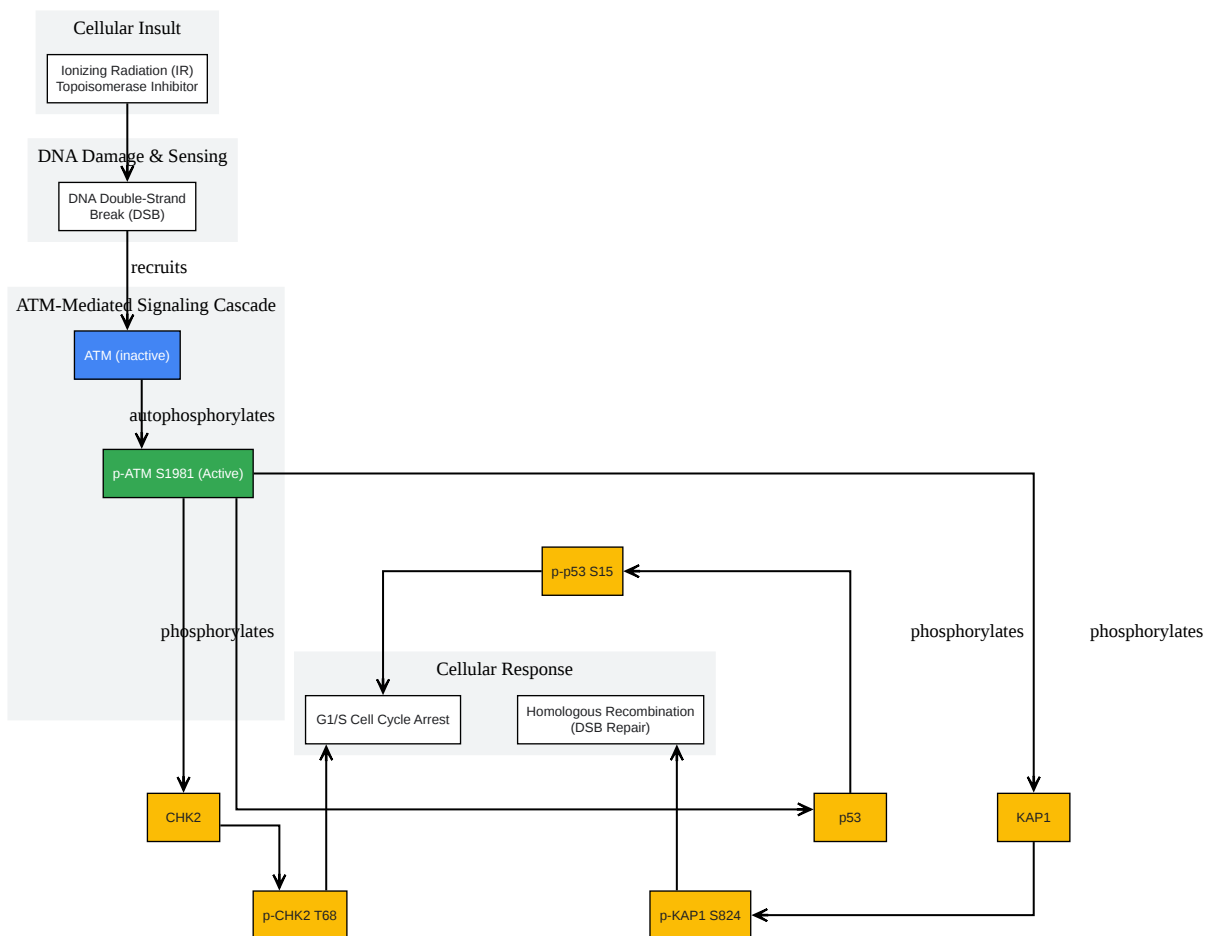 Cellular Insult
Ionizing Radiation (IR)
Topoisomerase Inhibitor
DNA Damage & Sensing
DNA Double-Strand
Break (DSB)
recruits
ATM-Mediated Signaling Cascade
ATM (inactive)
autophosphorylates
p-ATM S1981 (Active)
p-p53 S15
phosphorylates
phosphorylates
phosphorylates
Cellular Response
G1/S Cell Cycle Arrest
Homologous Recombination
(DSB Repair)
CHK2
p53
KAP1
p-CHK2 T68
p-KAP1 S824